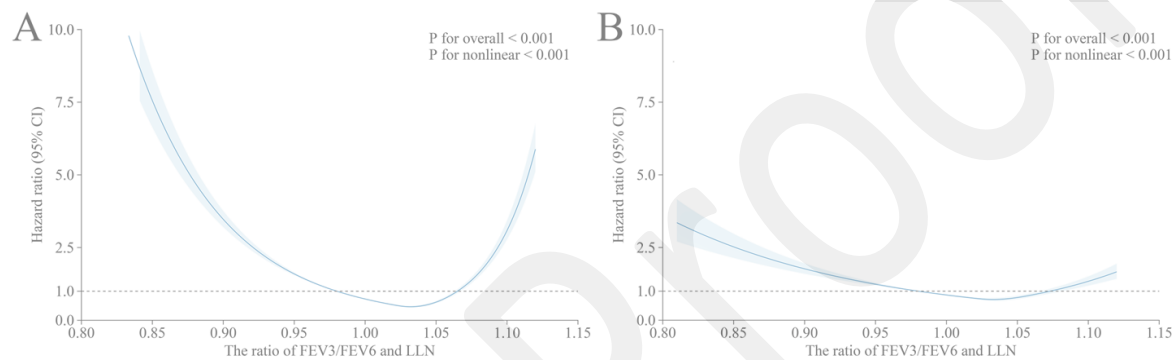 A
10.0
7.5
5.0
2.5
1.0
0.0
Hazard ratio (95% CI)
P for overall < 0.001
P for nonlinear < 0.001
0.80 0.85 0.90 0.95 1.00 1.05 1.10 1.15
The ratio of FEV3/FEV6 and LLN
B
10.0
7.5
5.0
2.5
1.0
0.0
Hazard ratio (95% CI)
P for overall < 0.001
P for nonlinear < 0.001
0.80 0.85 0.90 0.95 1.00 1.05 1.10 1.15
The ratio of FEV3/FEV6 and LLN
Proo